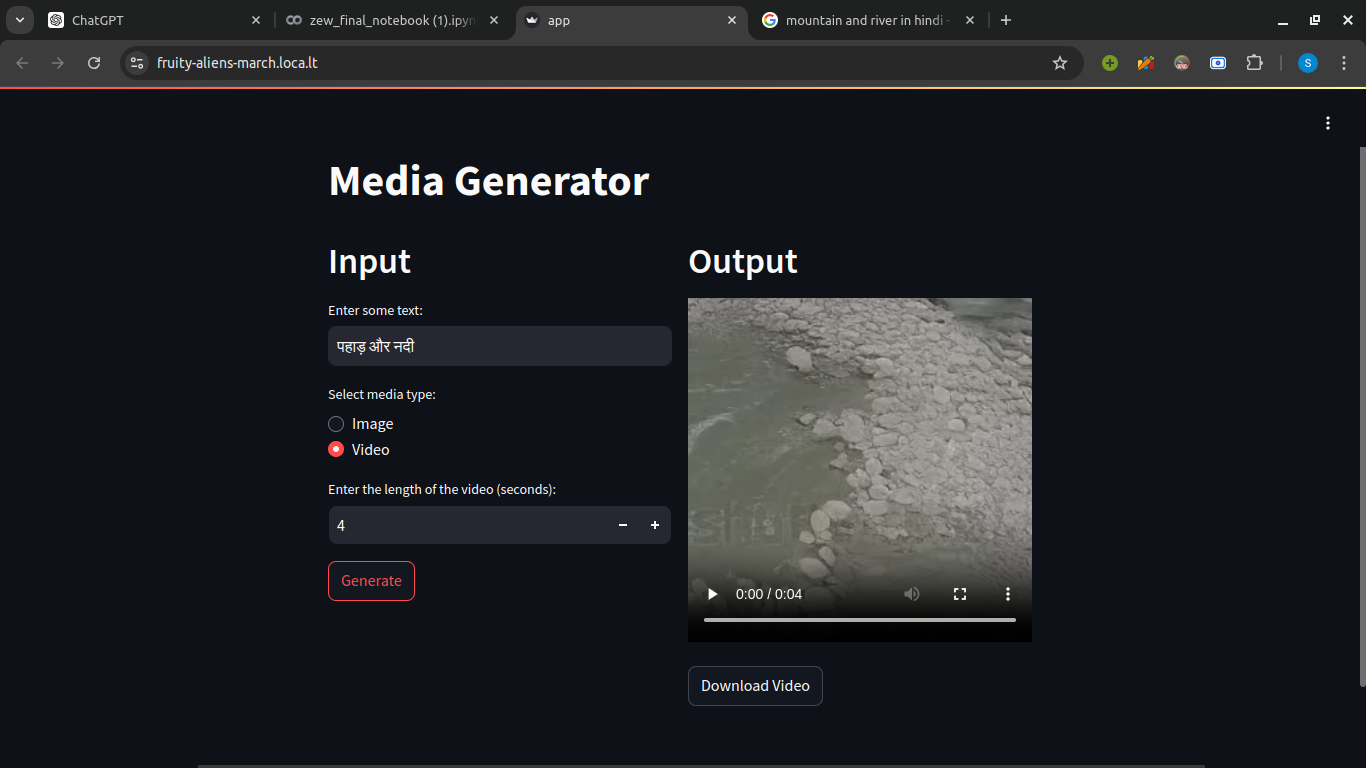 ChatGPT
zew_final_notebook (1).ipyn
app
mountain and river in hindi -
fruity-aliens-march.loca.lt
S
Media Generator
Input
Output
Enter some text:
पहाड़ और नदी
Select media type:
Image
Video
Enter the length of the video (seconds):
4
Generate
0:00 / 0:04
Download Video